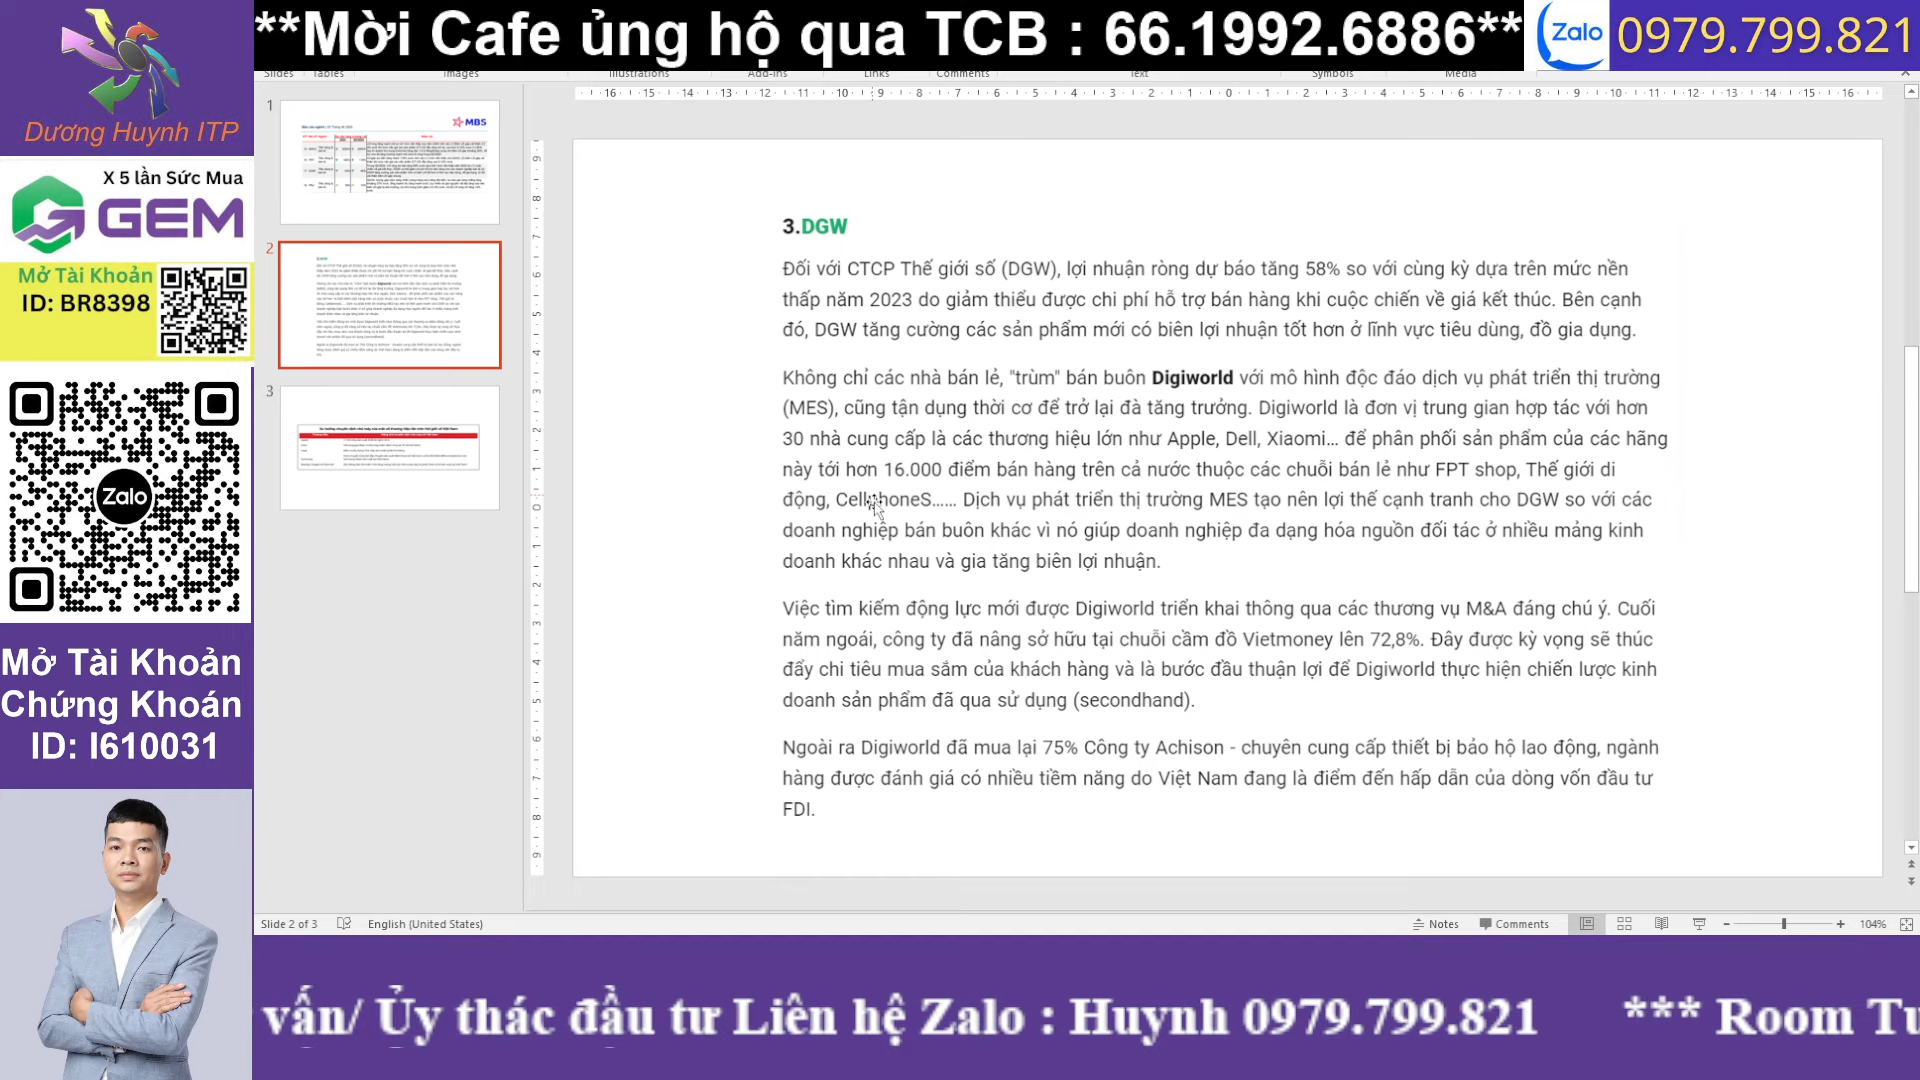 **Mời Cafe ủng hộ qua TCB : 66.1992.6886**
Zalo
0979.799.821
Slides Tables Images Illustrations Add-ins Links Comments Text Symbols Media
Dương Huynh ITP
X 5 lần Sức Mua
GEM
Mở Tài Khoản
ID: BR8398
Zalo
Mở Tài Khoản
Chứng Khoán
ID: I610031
1
MBS
2
3
3.DGW
Đối với CTCP Thế giới số (DGW), lợi nhuận ròng dự báo tăng 58% so với cùng kỳ dựa trên mức nền
thấp năm 2023 do giảm thiểu được chi phí hỗ trợ bán hàng khi cuộc chiến về giá kết thúc. Bên cạnh
đó, DGW tăng cường các sản phẩm mới có biên lợi nhuận tốt hơn ở lĩnh vực tiêu dùng, đồ gia dụng.
Không chỉ các nhà bán lẻ, "trùm" bán buôn Digiworld với mô hình độc đáo dịch vụ phát triển thị trường
(MES), cũng tận dụng thời cơ để trở lại đà tăng trưởng. Digiworld là đơn vị trung gian hợp tác với hơn
30 nhà cung cấp là các thương hiệu lớn như Apple, Dell, Xiaomi... để phân phối sản phẩm của các hãng
này tới hơn 16.000 điểm bán hàng trên cả nước thuộc các chuỗi bán lẻ như FPT shop, Thế giới di
động, CellphoneS...... Dịch vụ phát triển thị trường MES tạo nên lợi thế cạnh tranh cho DGW so với các
doanh nghiệp bán buôn khác vì nó giúp doanh nghiệp đa dạng hóa nguồn đối tác ở nhiều mảng kinh
doanh khác nhau và gia tăng biên lợi nhuận.
Việc tìm kiếm động lực mới được Digiworld triển khai thông qua các thương vụ M&A đáng chú ý. Cuối
năm ngoái, công ty đã nâng sở hữu tại chuỗi cầm đồ Vietmoney lên 72,8%. Đây được kỳ vọng sẽ thúc
đẩy chi tiêu mua sắm của khách hàng và là bước đầu thuận lợi để Digiworld thực hiện chiến lược kinh
doanh sản phẩm đã qua sử dụng (secondhand).
Ngoài ra Digiworld đã mua lại 75% Công ty Achison - chuyên cung cấp thiết bị bảo hộ lao động, ngành
hàng được đánh giá có nhiều tiềm năng do Việt Nam đang là điểm đến hấp dẫn của dòng vốn đầu tư
FDI.
Slide 2 of 3
English (United States)
Notes
Comments
104%
vấn/ Ủy thác đầu tư Liên hệ Zalo : Huynh 0979.799.821 *** Room Tư